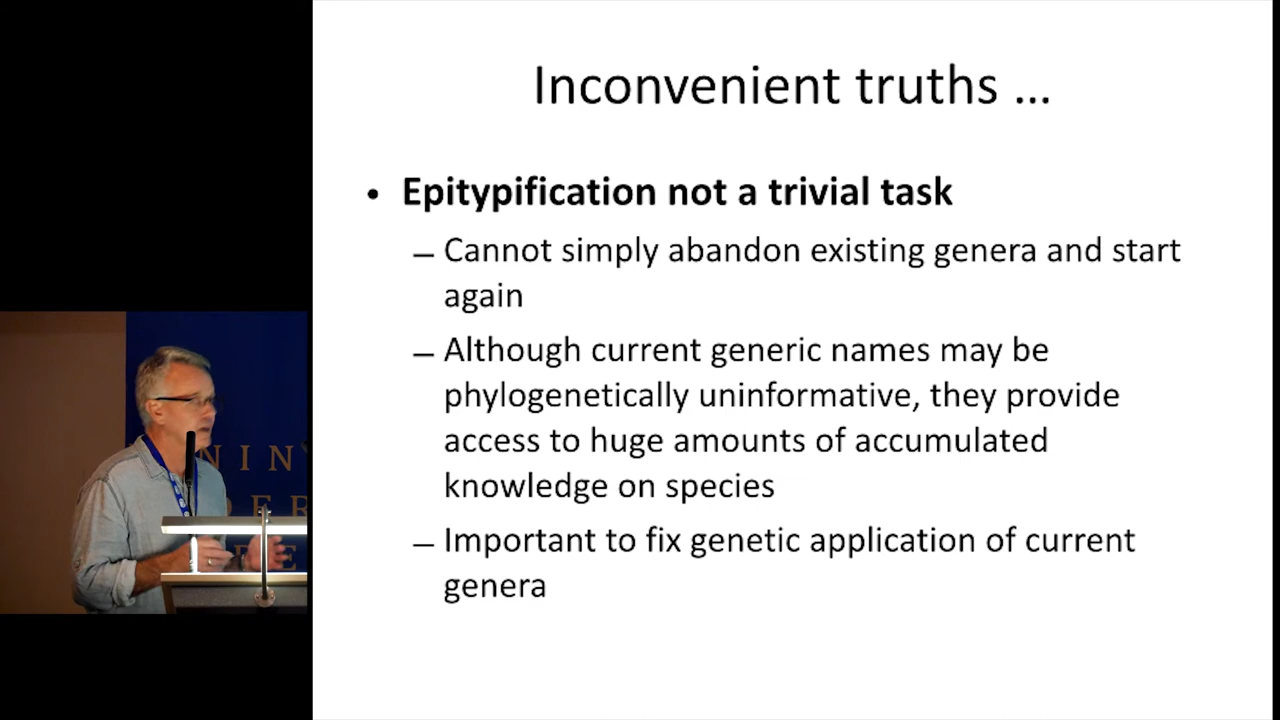 Inconvenient truths ...
• Epitypification not a trivial task
– Cannot simply abandon existing genera and start
again
– Although current generic names may be
phylogenetically uninformative, they provide
access to huge amounts of accumulated
knowledge on species
– Important to fix genetic application of current
genera